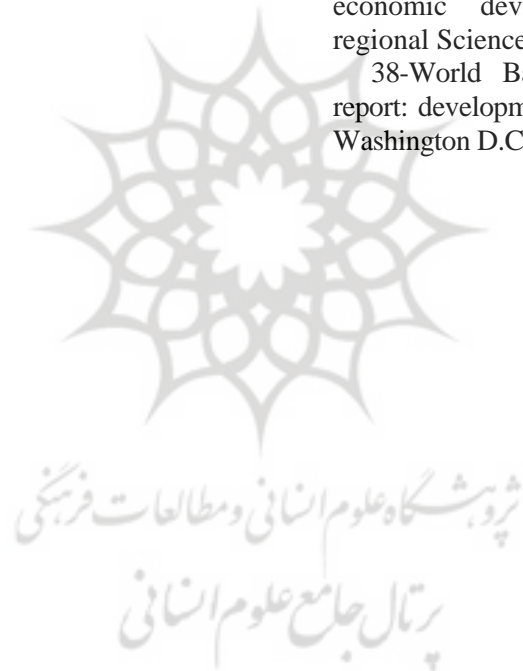 economic dev
regional Science
38-World Ba
report: developm
Washington D.C
پژوهشگاه علوم انسانی و مطالعات فرهنگی
پرتال جامع علوم انسانی